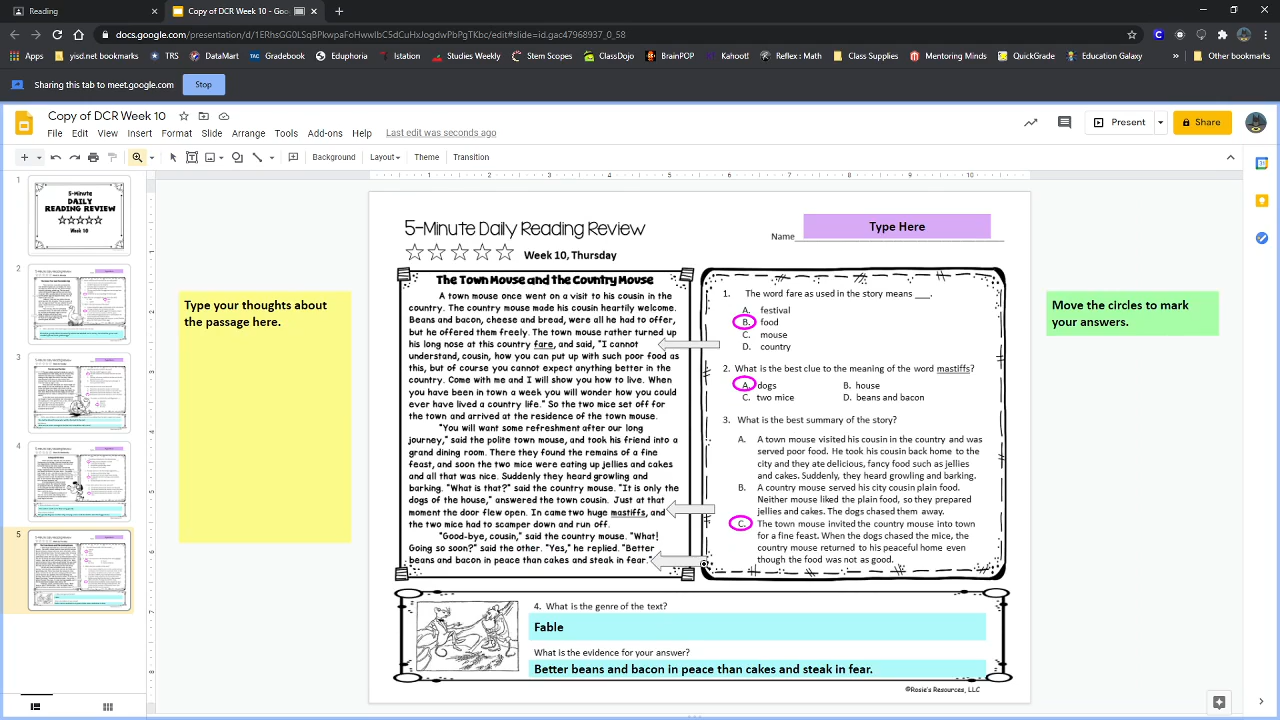 5-Reading
Copy of DCR Week 10 - Goo
docs.google.com/presentation/d/1ERhsGG0LSqBPkwpaFoHwwlbC5dCuHxJogdwPbPgTKbc/edit#slide=id.gac47968937_0_58
Apps
ysd.net bookmarks
TRS
DataMart
Gradebook
Euphoria
Istation
Studies Weekly
Stem Scopes
ClassDojo
BrainPOP
Kahoot!
Reflex : Math
Class Supplies
Mentoring Minds
QuickGrade
Education Galaxy
»
Other bookmarks
Sharing this tab to meet.google.com
Stop
Copy of DCR Week 10
File Edit View Insert Format Slide Arrange Tools Add-ons Help Last edit was seconds ago
Present
Share
Background Layout Theme Transition
1
5-Minute
DAILY
READING REVIEW
Week 10
2
3
4
5
1 2 3 4 5 6 7 8 9 10
Type your thoughts about
the passage here.
5-Minute Daily Reading Review
Name
Type Here
Week 10, Thursday
The Town Mouse and the Country Mouse
A town mouse once went on a visit to his cousin in the
country. The country mouse made his cousin heartily welcome.
Beans and bacon, cheese and bread, were all he had to offer,
but he offered them freely. The town mouse rather turned up
his long nose at this country fare, and said, "I cannot
understand how you can put up with such poor food as
this, but of course you cannot expect anything better in the
country. Come with me and I will show you how to live. When
you have been in town a week, you will wonder how you could
ever have lived a country life." So the two mice set off for
the town and arrived at the residence of the town mouse.
"You will want some refreshment after our long
journey," said the polite town mouse, and took his friend into a
grand dining room. There they found the remains of a fine
feast, and soon the two mice were eating up jellies and cakes
and all that was nice. Suddenly they heard growling and
barking. "What is that?" said the country mouse. "It is only the
dogs of the house," answered the town cousin. Just at that
moment the door flew open. In came two huge mastiffs, and
the two mice had to scamper down and run off.
"Good-bye, Cousin," said the country mouse. "What!
Going so soon?" said the other. "Yes," he replied. "Better
beans and bacon in peace than cakes and steak in fear."
1. The word fare as used in the story means ___.
A. festival
B. food
C. mouse
D. country
2. What is the best clue to the meaning of the word mastiffs?
A. dogs B. house
C. two mice D. beans and bacon
3. What is the best summary of the story?
A. A town mouse visited his cousin in the country and was
served poor food. He took his cousin back home to the
city and they ate delicious, fancy food such as jellies
and cakes. Suddenly, they heard growling and barking.
B. A country mouse served his city cousin plain food.
Neither mouse liked the plain food, so they prepared
jellies in town. The dogs chased them away.
C. The town mouse invited the country mouse into town
for fancy food. When the dogs chased the mice, the
country mouse returned to his peaceful home even
though the food was not as good.
Move the circles to mark
your answers.
4. What is the genre of the text?
Fable
What is the evidence for your answer?
Better beans and bacon in peace than cakes and steak in fear.
©Rosie's Resources, LLC